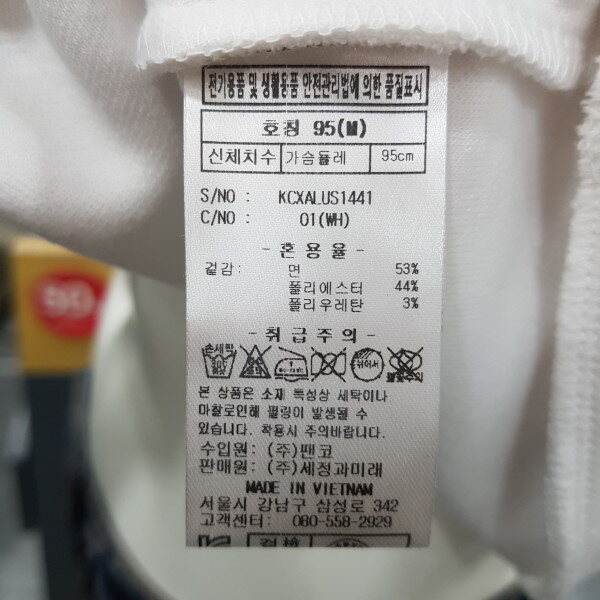 전기용품 및 생활용품 안전관리법에 의한 품질표시
호칭 95(M)
신체치수 가슴둘레 95cm
S/NO : KCXALUS1441
C/NO : 01(WH)
- 혼용율 -
겉감: 면 53%
폴리에스터 44%
폴리우레탄 3%
- 취급주의 -
손세탁
뉘어서
본 상품은 소재 특성상 세탁이나
마찰로인해 필링이 발생될 수
있습니다. 착용시 주의바랍니다.
수입원: (주)팬코
판매원: (주)세정과미래
MADE IN VIETNAM
서울시 강남구 삼성로 342
고객센터: 080-558-2929